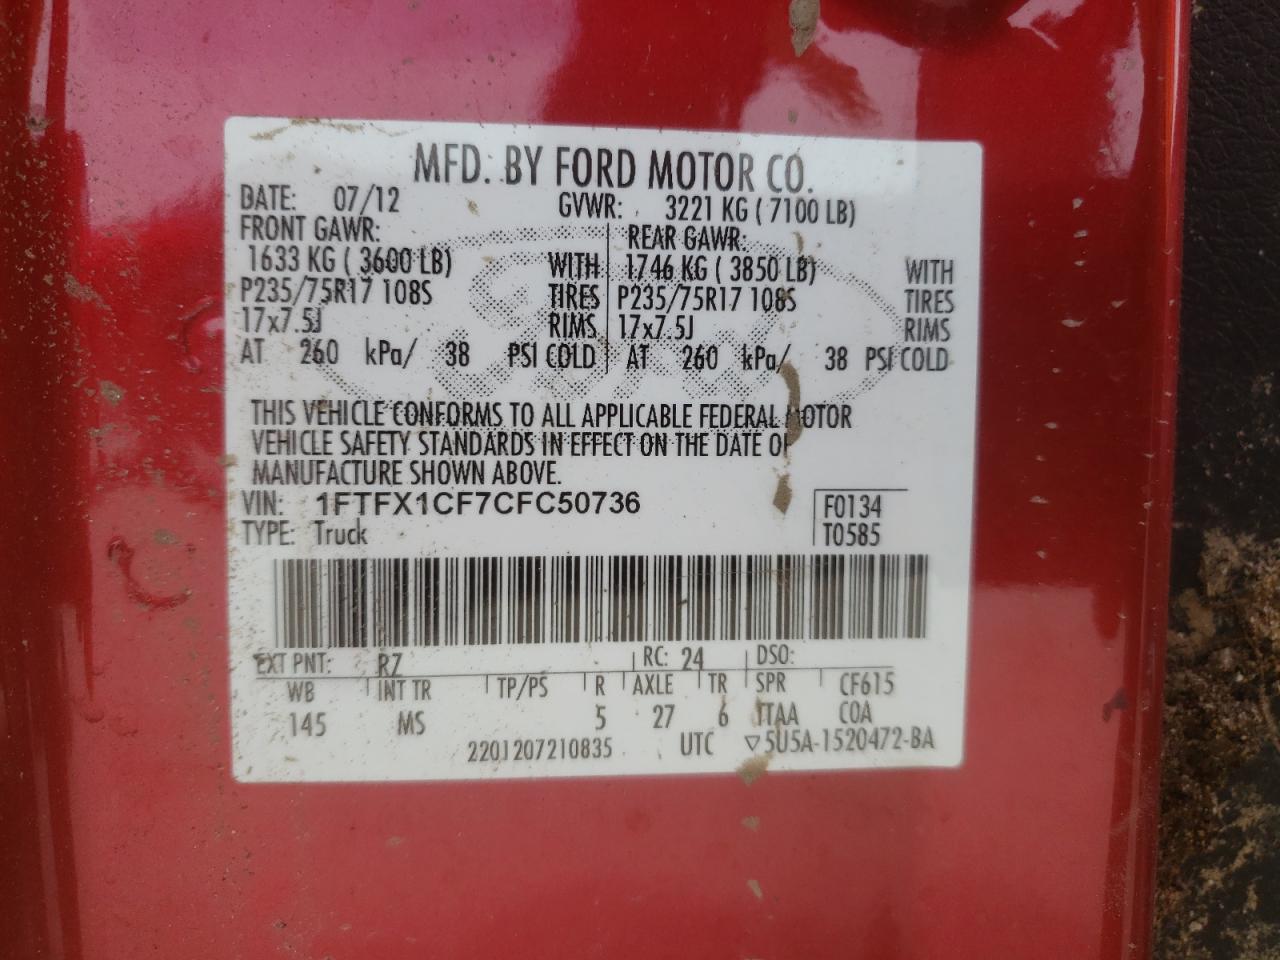 MFD. BY FORD MOTOR CO.
DATE: 07/12 GVWR: 3221 KG ( 7100 LB)
FRONT GAWR: REAR GAWR:
1633 KG ( 3600 LB) WITH 1746 KG ( 3850 LB) WITH
P235/75R17 108S TIRES P235/75R17 108S TIRES
17x7.5J RIMS 17x7.5J RIMS
AT 260 kPa/ 38 PSI COLD AT 260 kPa/ 38 PSI COLD
THIS VEHICLE CONFORMS TO ALL APPLICABLE FEDERAL MOTOR
VEHICLE SAFETY STANDARDS IN EFFECT ON THE DATE OF
MANUFACTURE SHOWN ABOVE.
VIN: 1FTFX1CF7CFC50736 F0134
TYPE: Truck T0585
EXT PNT: RZ RC: 24 DSO:
WB INT TR TP/PS R AXLE TR SPR CF615
145 MS 5 27 6 TTAA COA
2201207210835 UTC ▽5U5A-1520472-BA